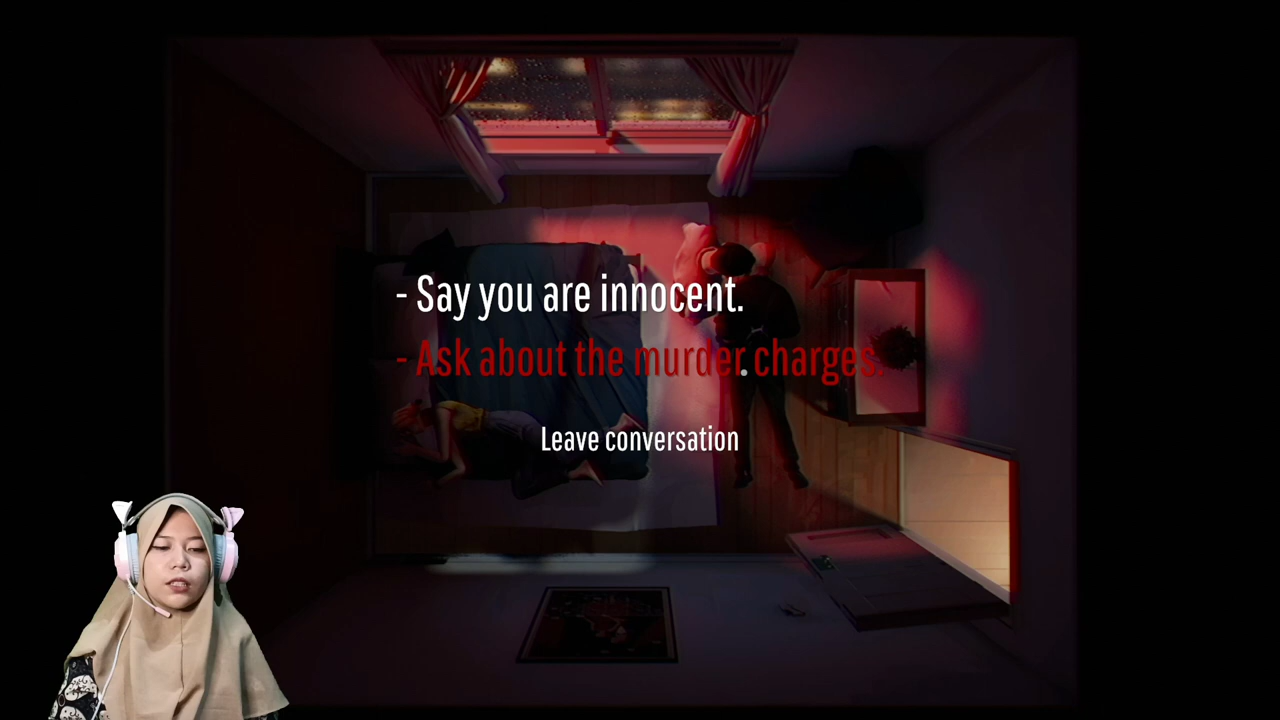 - Say you are innocent.
- Ask about the murder charges.
Leave conversation